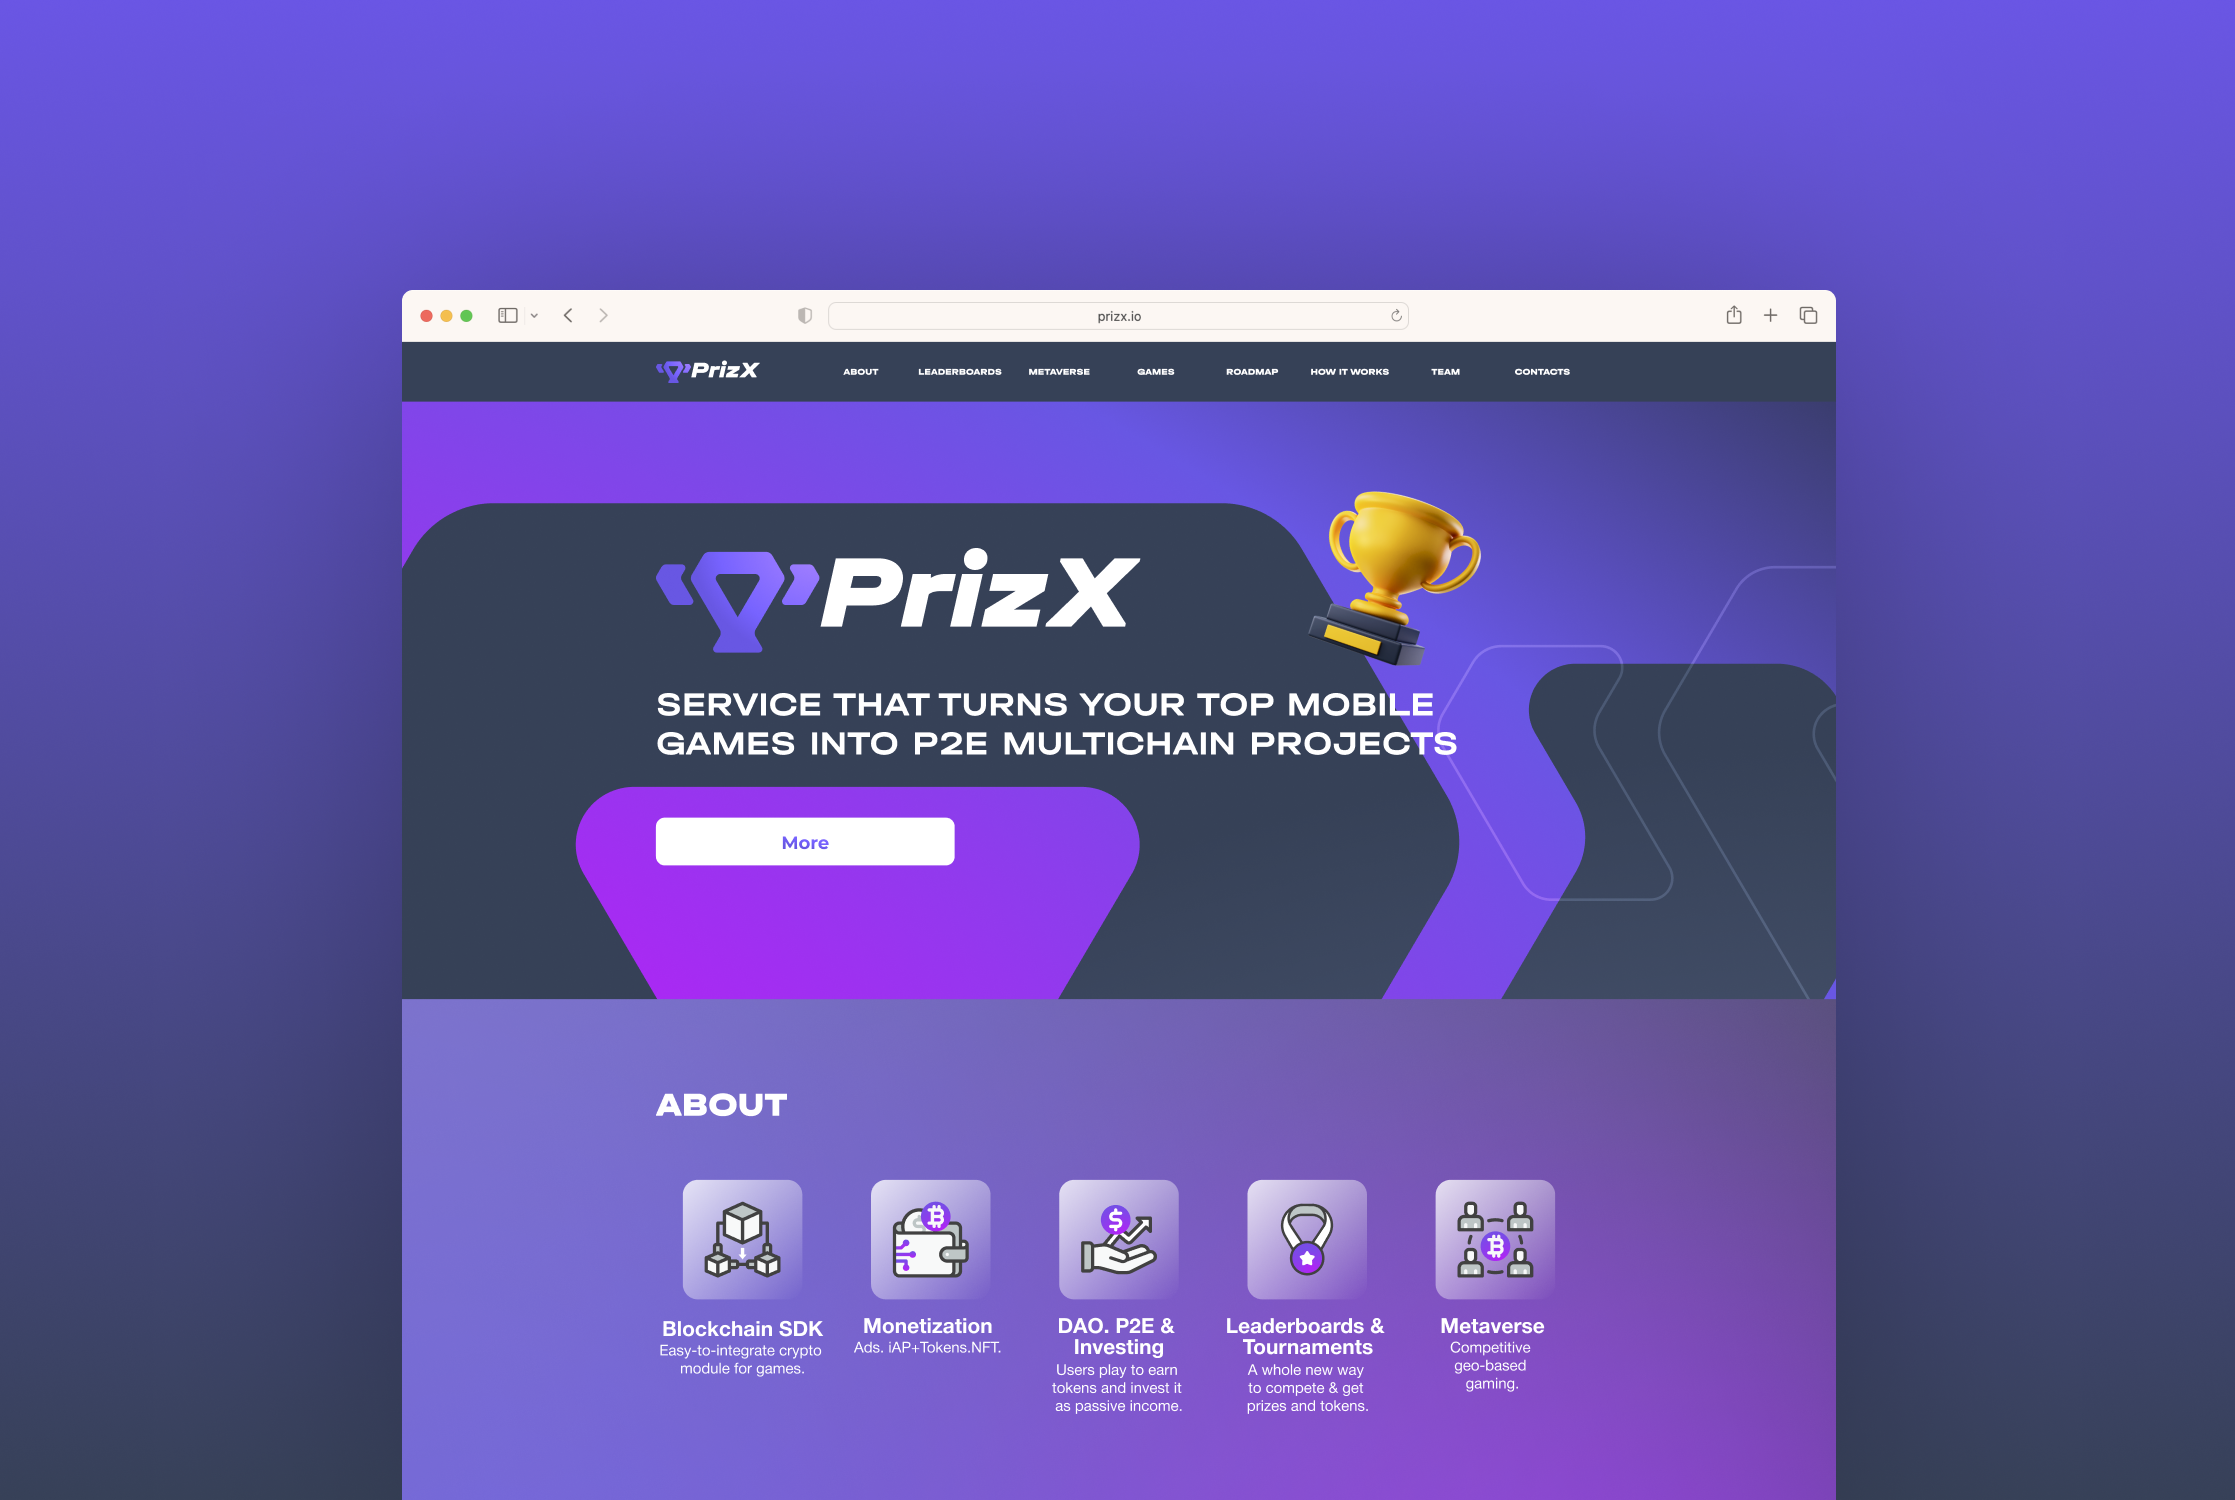 prizx.io
PrizX
ABOUT
LEADERBOARDS
METAVERSE
GAMES
ROADMAP
HOW IT WORKS
TEAM
CONTACTS
PrizX
SERVICE THAT TURNS YOUR TOP MOBILE
GAMES INTO P2E MULTICHAIN PROJECTS
More
ABOUT
Blockchain SDK
Easy-to-integrate crypto
module for games.
Monetization
Ads. iAP+Tokens.NFT.
DAO. P2E &
Investing
Users play to earn
tokens and invest it
as passive income.
Leaderboards &
Tournaments
A whole new way
to compete & get
prizes and tokens.
Metaverse
Competitive
geo-based
gaming.